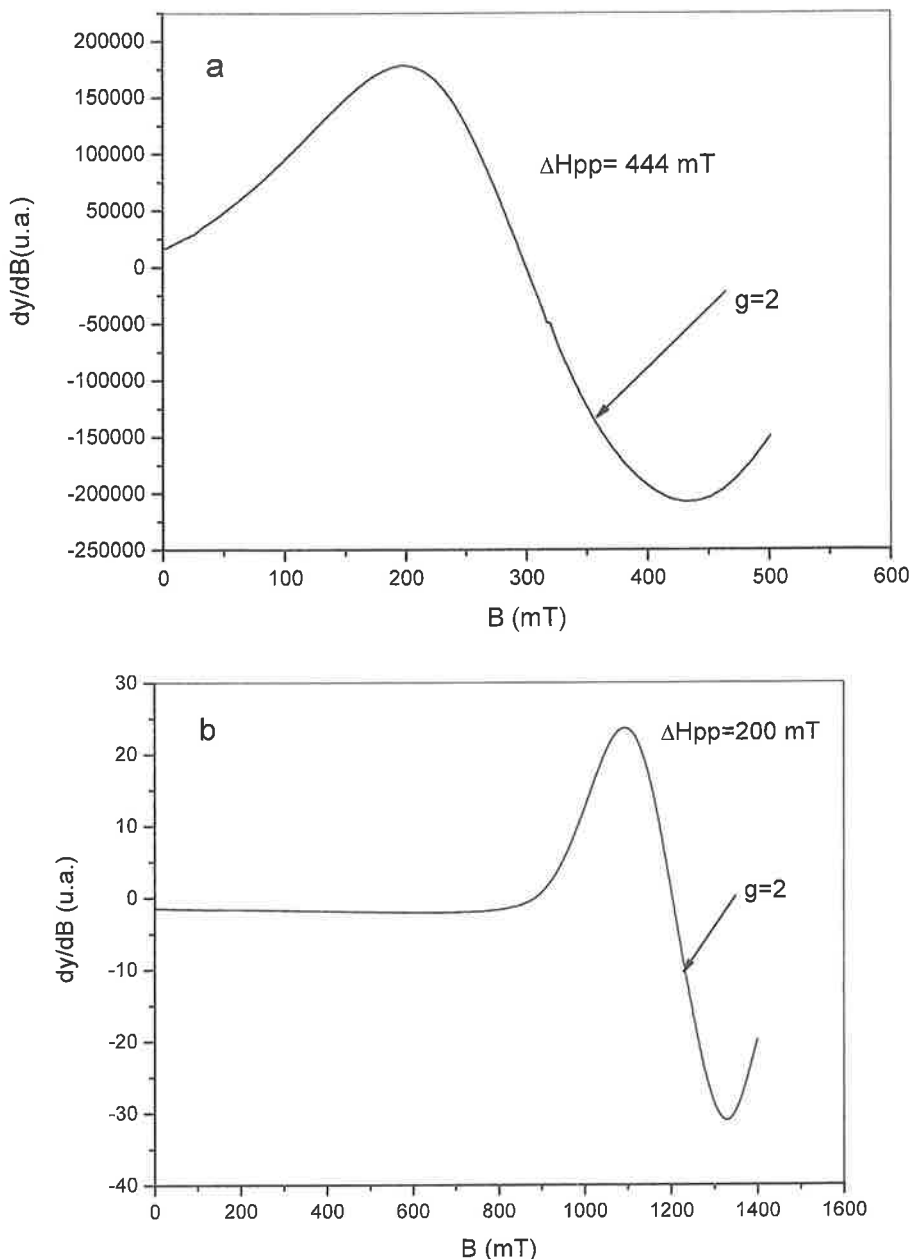 a
200000
150000
100000
50000
0
-50000
-100000
-150000
-200000
-250000
dy/dB(u.a.)
ΔHpp= 444 mT
g=2
0 100 200 300 400 500 600
B (mT)
b
30
20
10
0
-10
-20
-30
-40
dy/dB (u.a.)
ΔHpp=200 mT
g=2
0 200 400 600 800 1000 1200 1400 1600
B (mT)